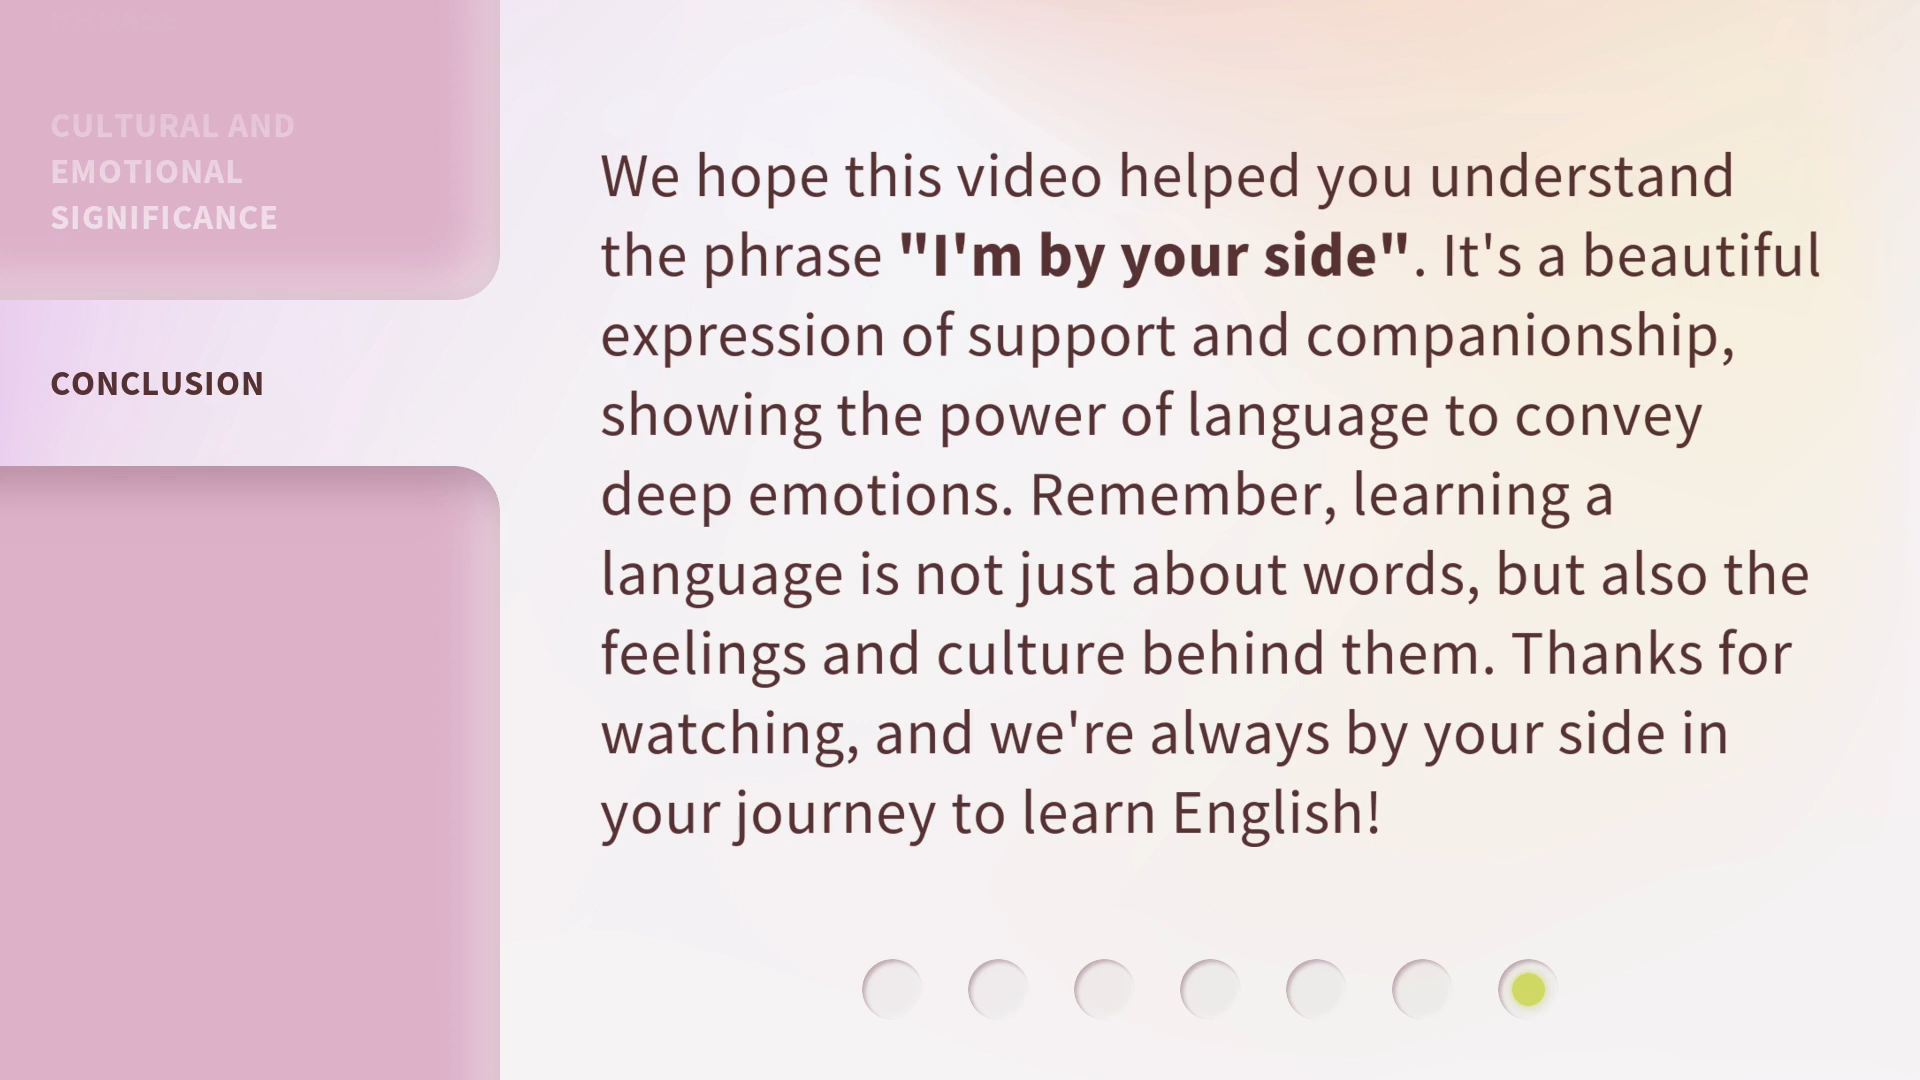 CULTURAL AND
EMOTIONAL
SIGNIFICANCE
CONCLUSION
We hope this video helped you understand
the phrase "I'm by your side". It's a beautiful
expression of support and companionship,
showing the power of language to convey
deep emotions. Remember, learning a
language is not just about words, but also the
feelings and culture behind them. Thanks for
watching, and we're always by your side in
your journey to learn English!